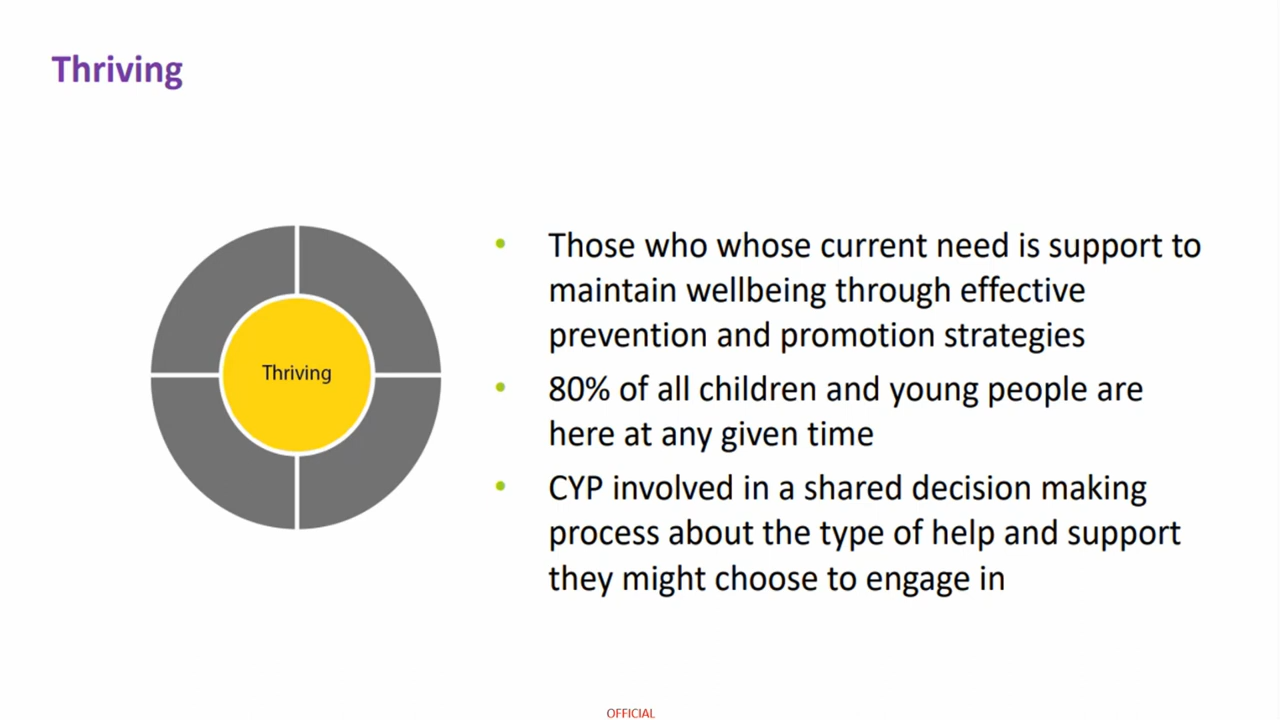 Thriving
Thriving
• Those who whose current need is support to
maintain wellbeing through effective
prevention and promotion strategies
• 80% of all children and young people are
here at any given time
• CYP involved in a shared decision making
process about the type of help and support
they might choose to engage in
OFFICIAL